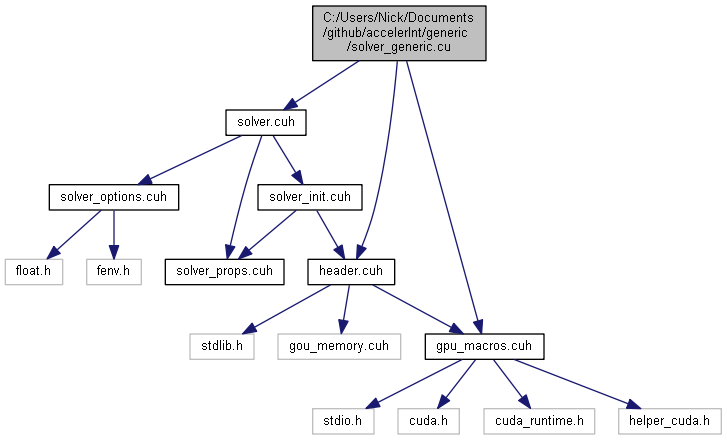 C:/Users/Nick/Documents
/github/accelerInt/generic
/solver_generic.cu
solver.cuh
solver_options.cuh
solver_init.cuh
float.h
fenv.h
solver_props.cuh
header.cuh
stdlib.h
gou_memory.cuh
gpu_macros.cuh
stdio.h
cuda.h
cuda_runtime.h
helper_cuda.h